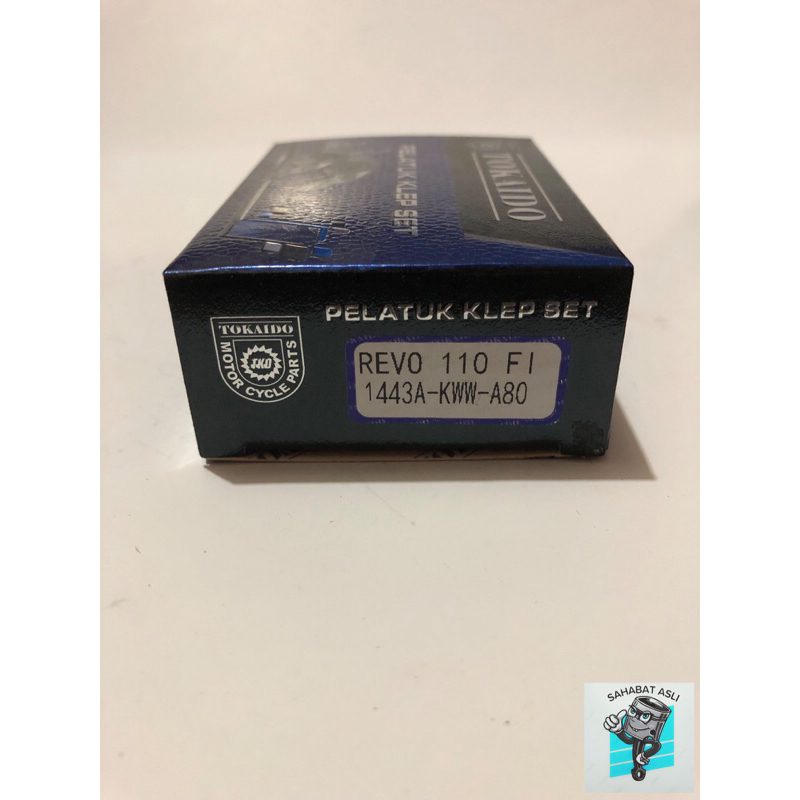 TOKAIDO
PELATUK KLEP SET
PELATUK KLEP SET
TOKAIDO
MOTOR CYCLE PARTS
TKD
REVO 110 FI
1443A-KWW-A80
SAHABAT ASLI